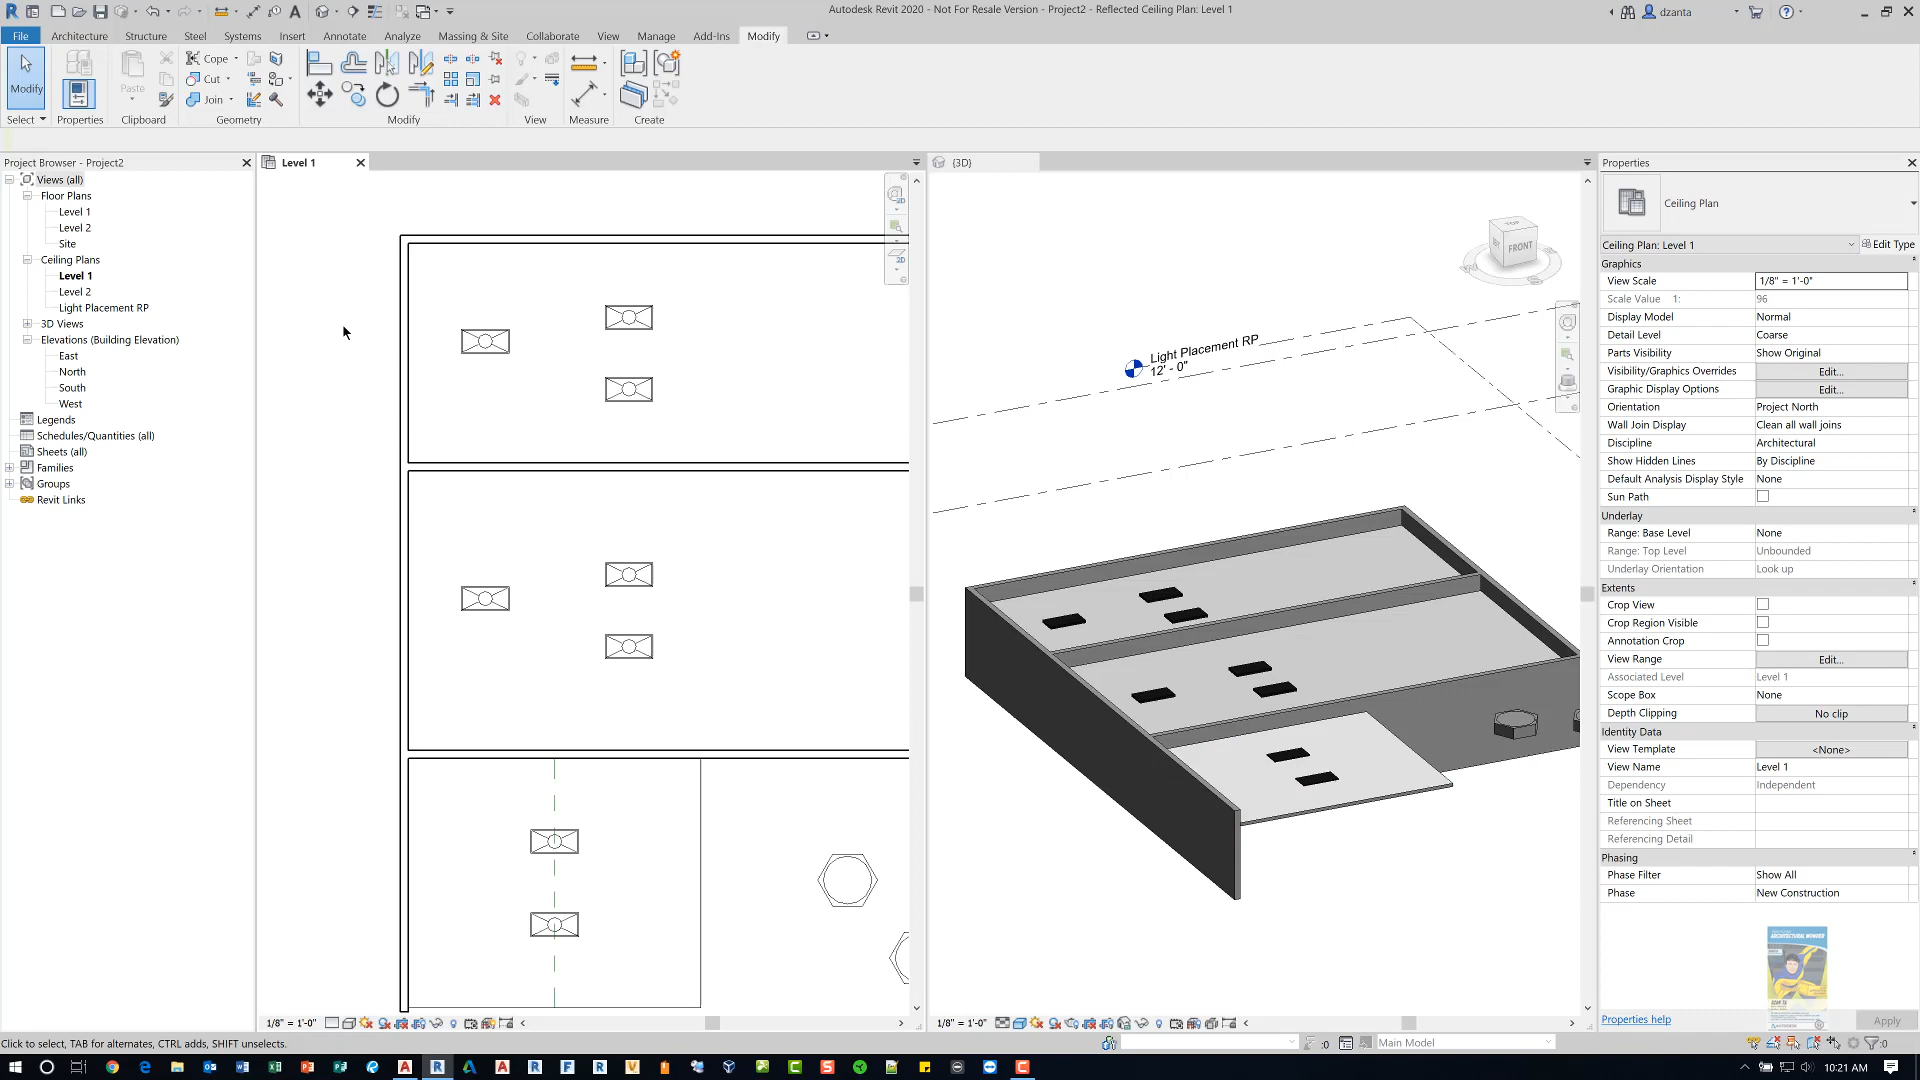 Autodesk Revit 2020 - Not For Resale Version - Project2 - Reflected Ceiling Plan: Level 1
dzanta
File
Architecture
Structure
Steel
Systems
Insert
Annotate
Analyze
Massing & Site
Collaborate
View
Manage
Add-Ins
Modify
Modify
Paste
Cope
Cut
Join
Select
Properties
Clipboard
Geometry
Modify
View
Measure
Create
Project Browser - Project2
Views (all)
Floor Plans
Level 1
Level 2
Site
Ceiling Plans
Level 1
Level 2
Light Placement RP
3D Views
Elevations (Building Elevation)
East
North
South
West
Legends
Schedules/Quantities (all)
Sheets (all)
Families
Groups
Revit Links
Level 1
2D
2D
1/8" = 1'-0"
{3D}
TOP
FRONT
Light Placement RP
12' - 0"
1/8" = 1'-0"
Properties
Ceiling Plan
Ceiling Plan: Level 1
Edit Type
Graphics
View Scale 1/8" = 1'-0"
Scale Value 1: 96
Display Model Normal
Detail Level Coarse
Parts Visibility Show Original
Visibility/Graphics Overrides Edit...
Graphic Display Options Edit...
Orientation Project North
Wall Join Display Clean all wall joins
Discipline Architectural
Show Hidden Lines By Discipline
Default Analysis Display Style None
Sun Path
Underlay
Range: Base Level None
Range: Top Level Unbounded
Underlay Orientation Look up
Extents
Crop View
Crop Region Visible
Annotation Crop
View Range Edit...
Associated Level Level 1
Scope Box None
Depth Clipping No clip
Identity Data
View Template <None>
View Name Level 1
Dependency Independent
Title on Sheet
Referencing Sheet
Referencing Detail
Phasing
Phase Filter Show All
Phase New Construction
ARCHITECTURAL WONDER
AUTODESK
Properties help
Apply
Click to select, TAB for alternates, CTRL adds, SHIFT unselects.
:0
Main Model
:0
10:21 AM